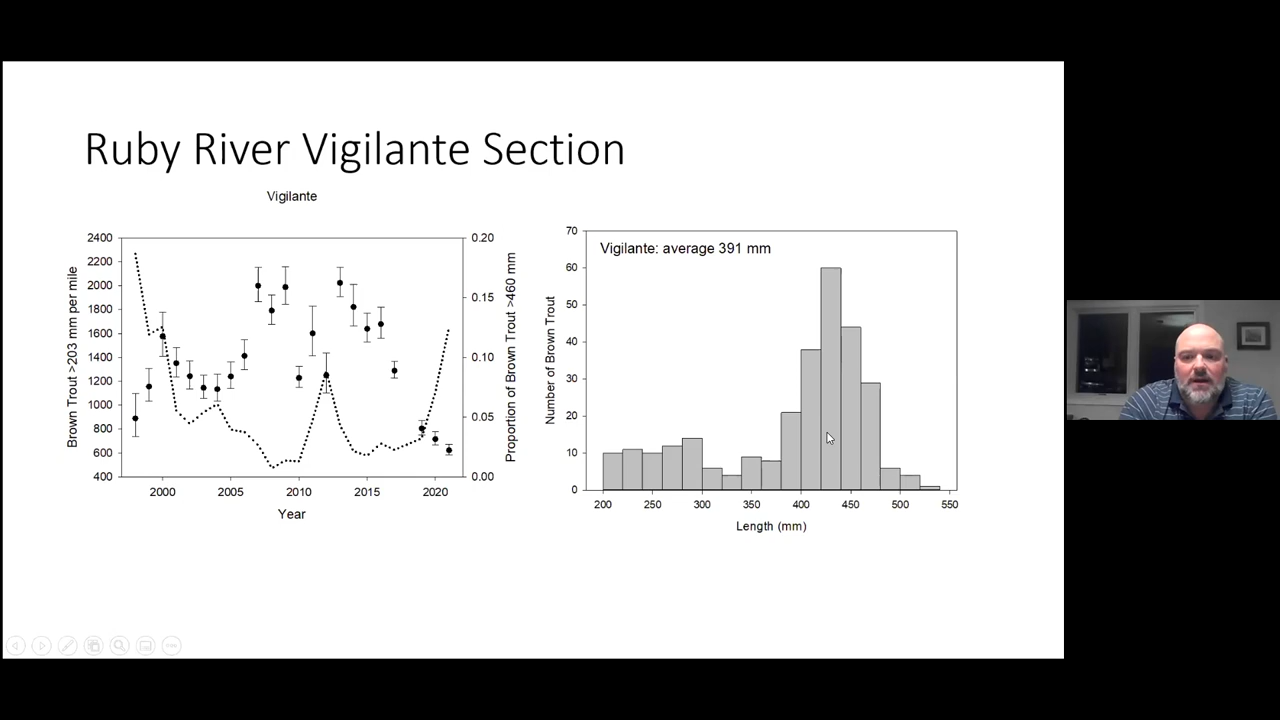 Ruby River Vigilante Section
Vigilante
2400
2200
2000
1800
1600
1400
1200
1000
800
600
400
Brown Trout >203 mm per mile
0.20
0.15
0.10
0.05
0.00
Proportion of Brown Trout >460 mm
2000 2005 2010 2015 2020
Year
Vigilante: average 391 mm
70
60
50
40
30
20
10
0
Number of Brown Trout
200 250 300 350 400 450 500 550
Length (mm)